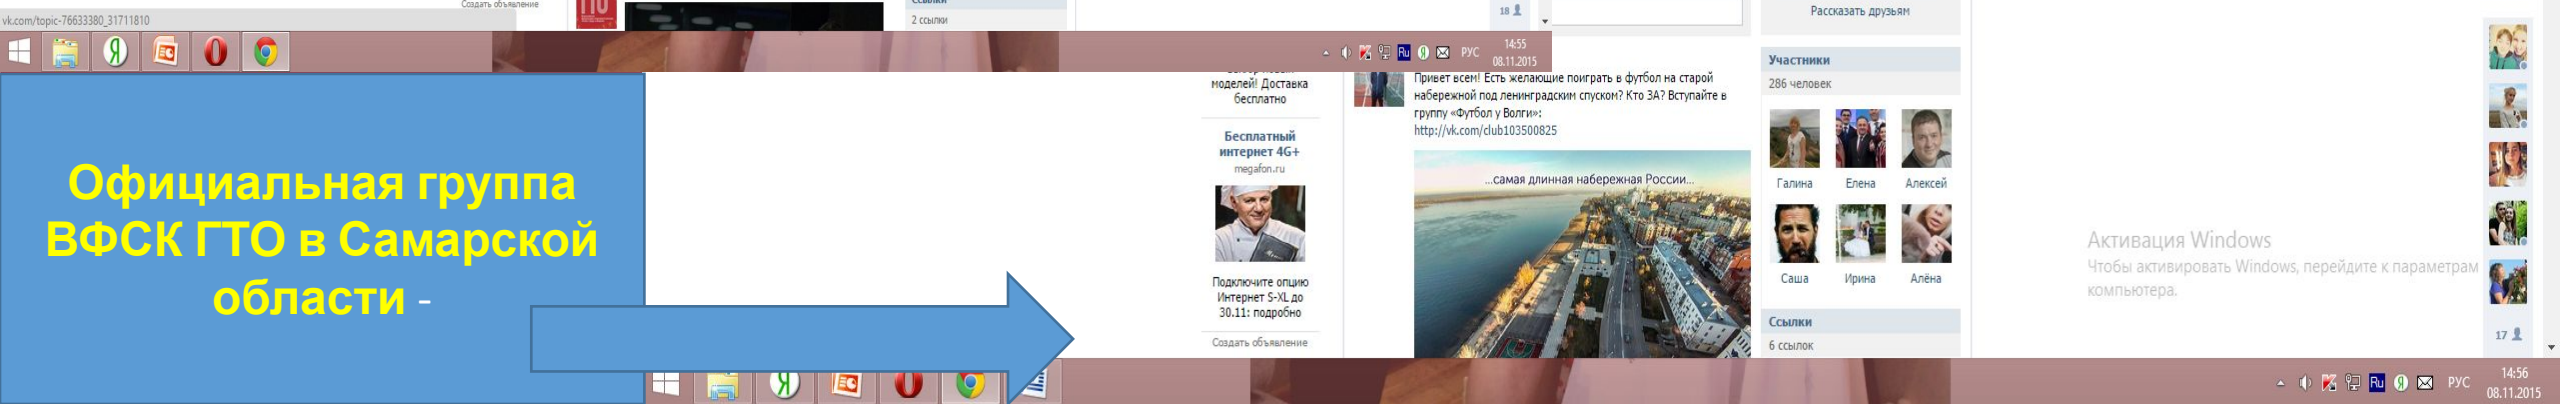 Создать объявление
ГТО
vk.com/topic-76633380_31711810
Ссылки
2 ссылки
18
Рассказать друзьям
Ru
РУС
14:55
08.11.2015
Официальная группа
ВФСК ГТО в Самарской
области -
моделей! Доставка
бесплатно
Бесплатный
интернет 4G+
megafon.ru
Подключите опцию
Интернет S-XL до
30.11: подробно
Создать объявление
Привет всем! Есть желающие поиграть в футбол на старой
набережной под ленинградским спуском? Кто ЗА? Вступайте в
группу «Футбол у Волги»:
http://vk.com/club103500825
...самая длинная набережная России...
Участники
286 человек
Галина Елена Алексей
Саша Ирина Алёна
Ссылки
6 ссылок
Активация Windows
Чтобы активировать Windows, перейдите к параметрам
компьютера.
17
Ru
РУС
14:56
08.11.2015